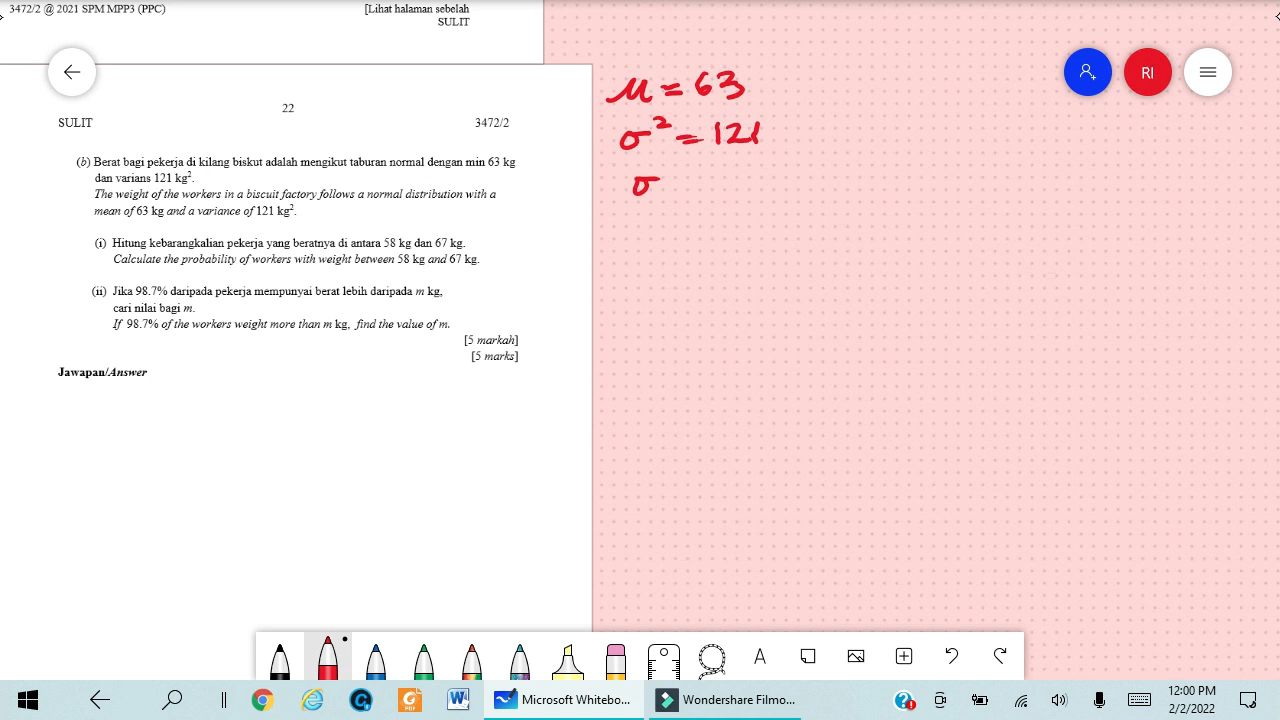 3472/2 @ 2021 SPM MPP3 (PPC)
[Lihat halaman sebelah
SULIT
22
SULIT
3472/2
(b) Berat bagi pekerja di kilang biskut adalah mengikut taburan normal dengan min 63 kg
dan varians 121 kg².
The weight of the workers in a biscuit factory follows a normal distribution with a
mean of 63 kg and a variance of 121 kg².
(i) Hitung kebarangkalian pekerja yang beratnya di antara 58 kg dan 67 kg.
Calculate the probability of workers with weight between 58 kg and 67 kg.
(ii) Jika 98.7% daripada pekerja mempunyai berat lebih daripada m kg,
cari nilai bagi m.
If 98.7% of the workers weight more than m kg, find the value of m.
[5 markah]
[5 marks]
Jawapan/Answer
μ = 63
σ² = 121
σ
RI
A
PDF
Microsoft Whitebo...
Wondershare Filmo...
12:00 PM
2/2/2022